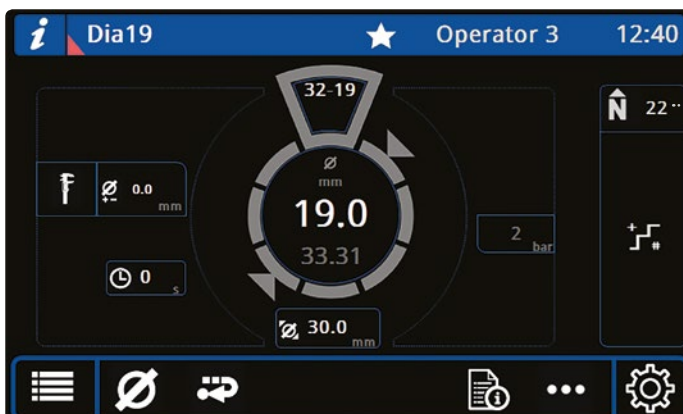 i Dia19 Operator 3 12:40
32-19
N 22
Ø
mm
Ø 0.0
+-
mm
19.0
33.31
2
bar
+ #
0
s
Ø 30.0
mm
Ø i